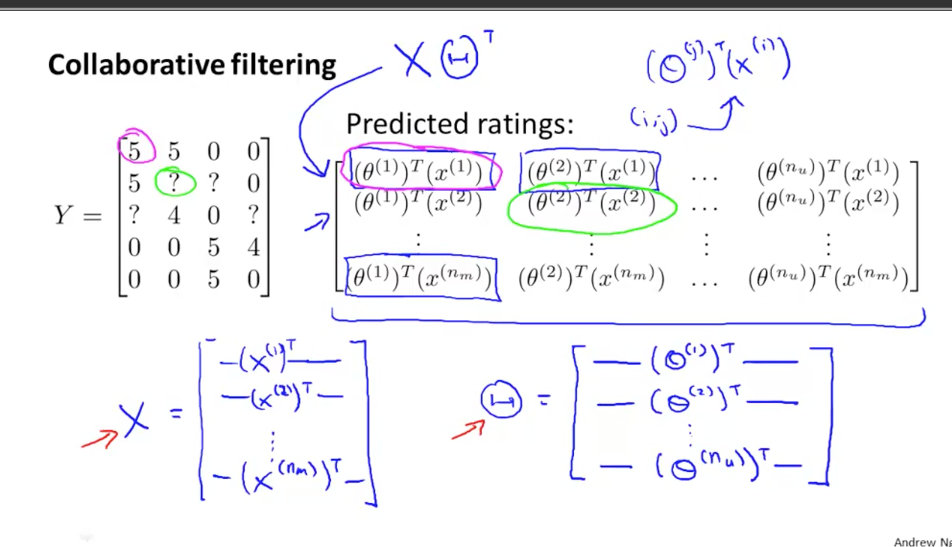 Collaborative filtering
X Θᵀ
(θ⁽ʲ⁾)ᵀ(x⁽ⁱ⁾)
(i,j)
Predicted ratings:
Y =
5 5 0 0
5 ? ? 0
? 4 0 ?
0 0 5 4
0 0 5 0
(θ⁽¹⁾)ᵀ(x⁽¹⁾) (θ⁽²⁾)ᵀ(x⁽¹⁾) … (θ^(n_u))ᵀ(x⁽¹⁾)
(θ⁽¹⁾)ᵀ(x⁽²⁾) (θ⁽²⁾)ᵀ(x⁽²⁾) … (θ^(n_u))ᵀ(x⁽²⁾)
⋮ ⋮ ⋮ ⋮
(θ⁽¹⁾)ᵀ(x^(n_m)) (θ⁽²⁾)ᵀ(x^(n_m)) … (θ^(n_u))ᵀ(x^(n_m))
X =
(x⁽¹⁾)ᵀ
(x⁽²⁾)ᵀ
⋮
(x^(n_m))ᵀ
Θ =
(θ⁽¹⁾)ᵀ
(θ⁽²⁾)ᵀ
⋮
(θ^(n_u))ᵀ
Andrew